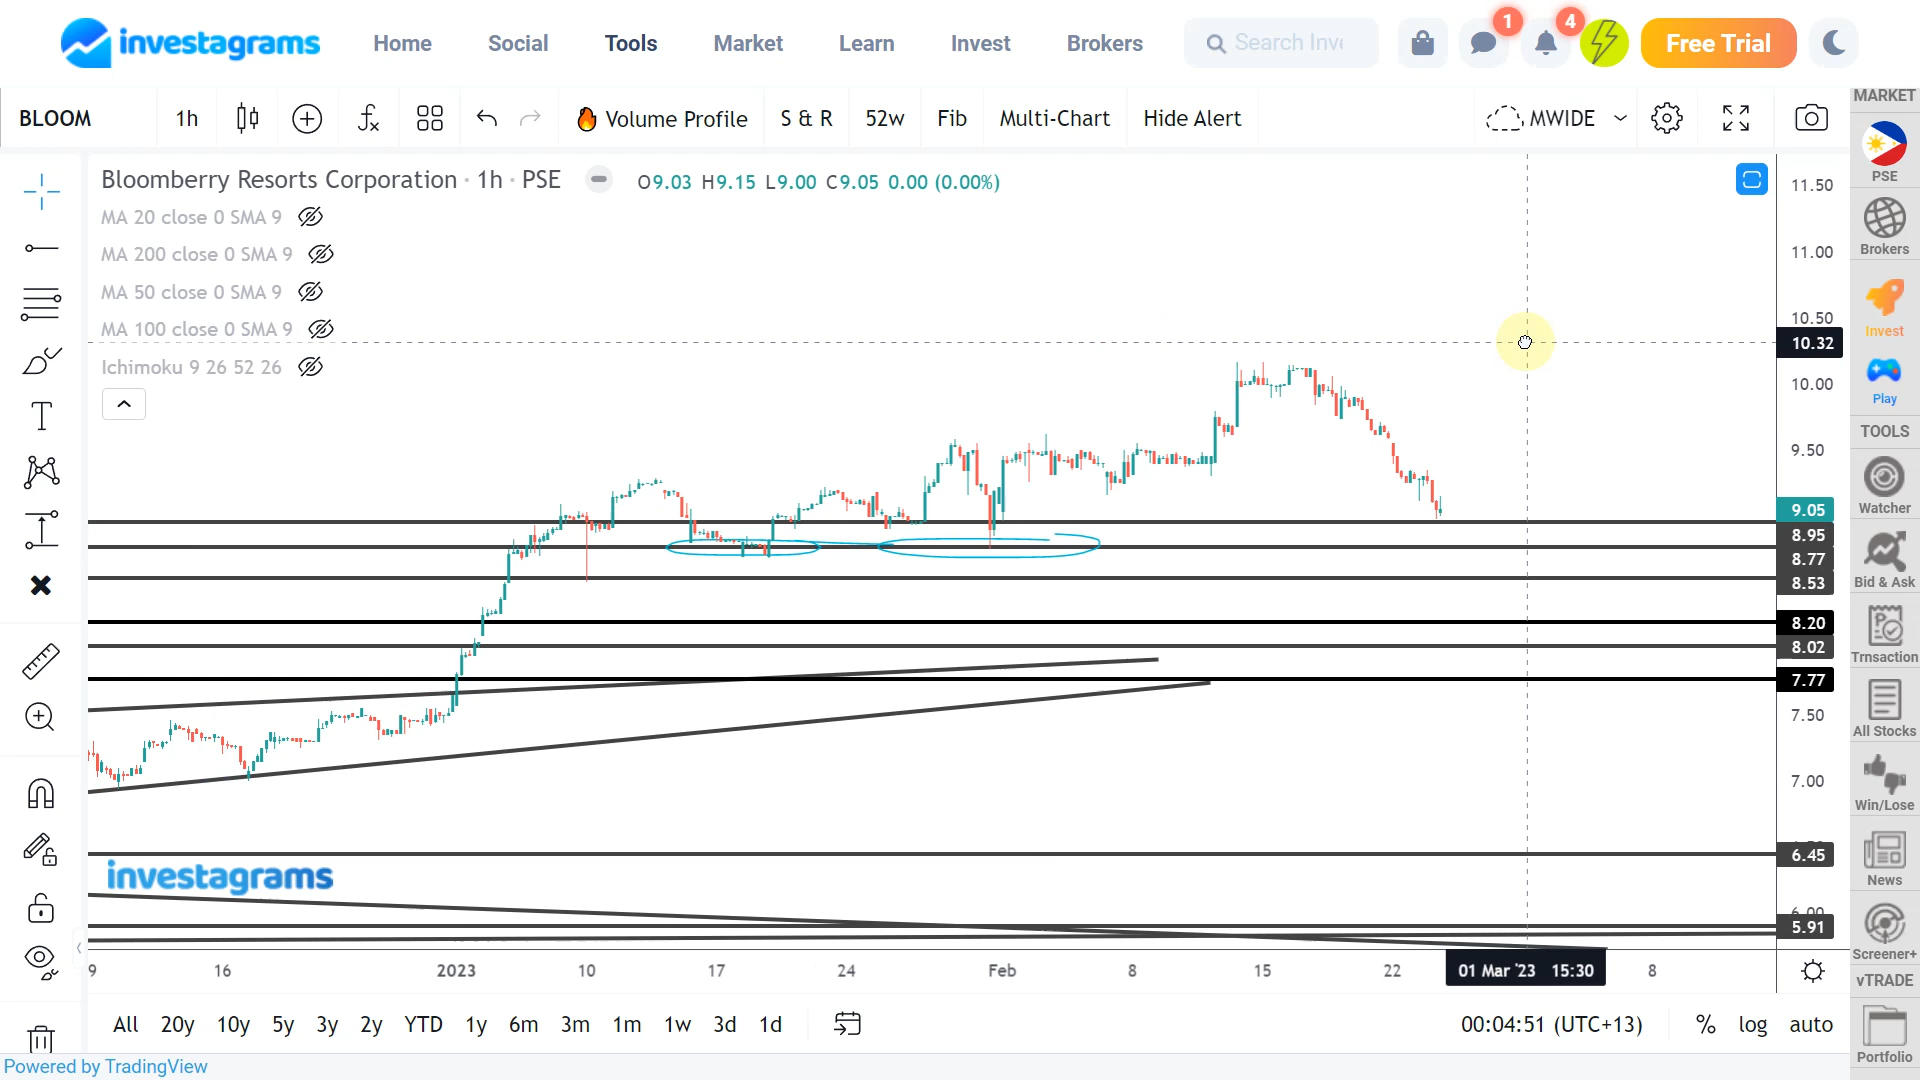 investagrams
Home
Social
Tools
Market
Learn
Invest
Brokers
Search Inve
1
4
Free Trial
BLOOM
1h
Volume Profile
S & R
52w
Fib
Multi-Chart
Hide Alert
MWIDE
MARKET
Bloomberry Resorts Corporation · 1h · PSE
O9.03 H9.15 L9.00 C9.05 0.00 (0.00%)
MA 20 close 0 SMA 9
MA 200 close 0 SMA 9
MA 50 close 0 SMA 9
MA 100 close 0 SMA 9
Ichimoku 9 26 52 26
11.50
11.00
10.50
10.32
10.00
9.50
9.05
8.95
8.77
8.53
8.20
8.02
7.77
7.50
7.00
6.45
6.00
5.91
PSE
Brokers
Invest
Play
TOOLS
Watcher
Bid & Ask
Trnsaction
All Stocks
Win/Lose
News
Screener+
vTRADE
Portfolio
investagrams
9
16
2023
10
17
24
Feb
8
15
22
01 Mar '23 15:30
8
All
20y
10y
5y
3y
2y
YTD
1y
6m
3m
1m
1w
3d
1d
00:04:51 (UTC+13)
%
log
auto
Powered by TradingView